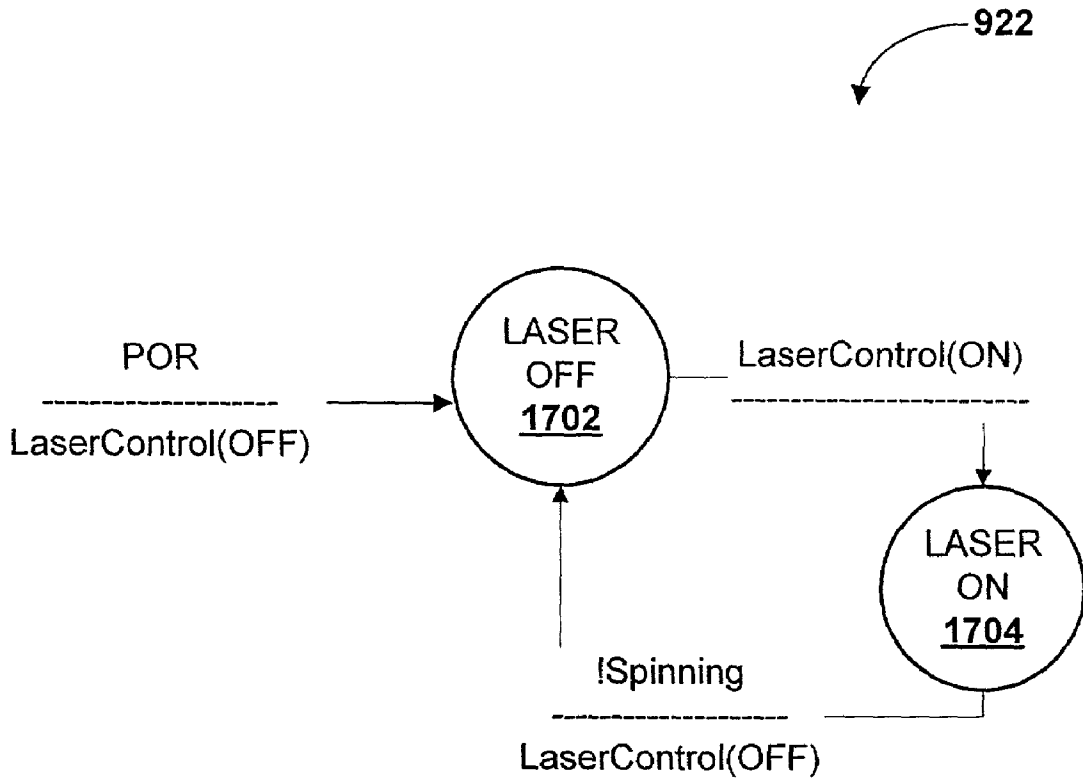 922
POR
LaserControl(OFF)
LASER
OFF
1702
LaserControl(ON)
LASER
ON
1704
!Spinning
LaserControl(OFF)